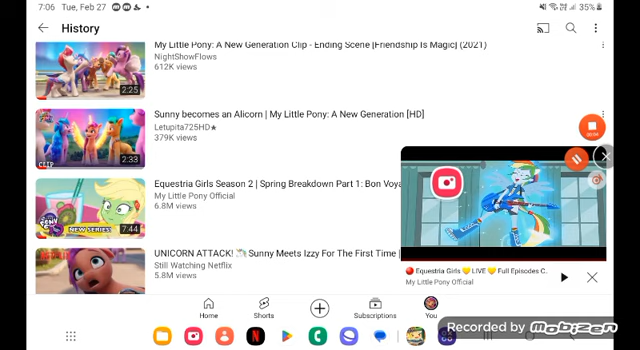 7:06 Tue, Feb 27
35%
History
My Little Pony: A New Generation Clip - Ending Scene [Friendship Is Magic] (2021)
NightShowFlows
612K views
2:25
Sunny becomes an Alicorn | My Little Pony: A New Generation [HD]
Letupita725HD★
379K views
CLIP
2:33
Equestria Girls Season 2 | Spring Breakdown Part 1: Bon Voya
My Little Pony Official
6.8M views
NEW SERIES
7:44
UNICORN ATTACK! 🦄 Sunny Meets Izzy For The First Time |
Still Watching Netflix
5.8M views
🔴 Equestria Girls 💛 LIVE 💛 Full Episodes C.
My Little Pony Official
Home
Shorts
Subscriptions
You
Recorded by Mobizen